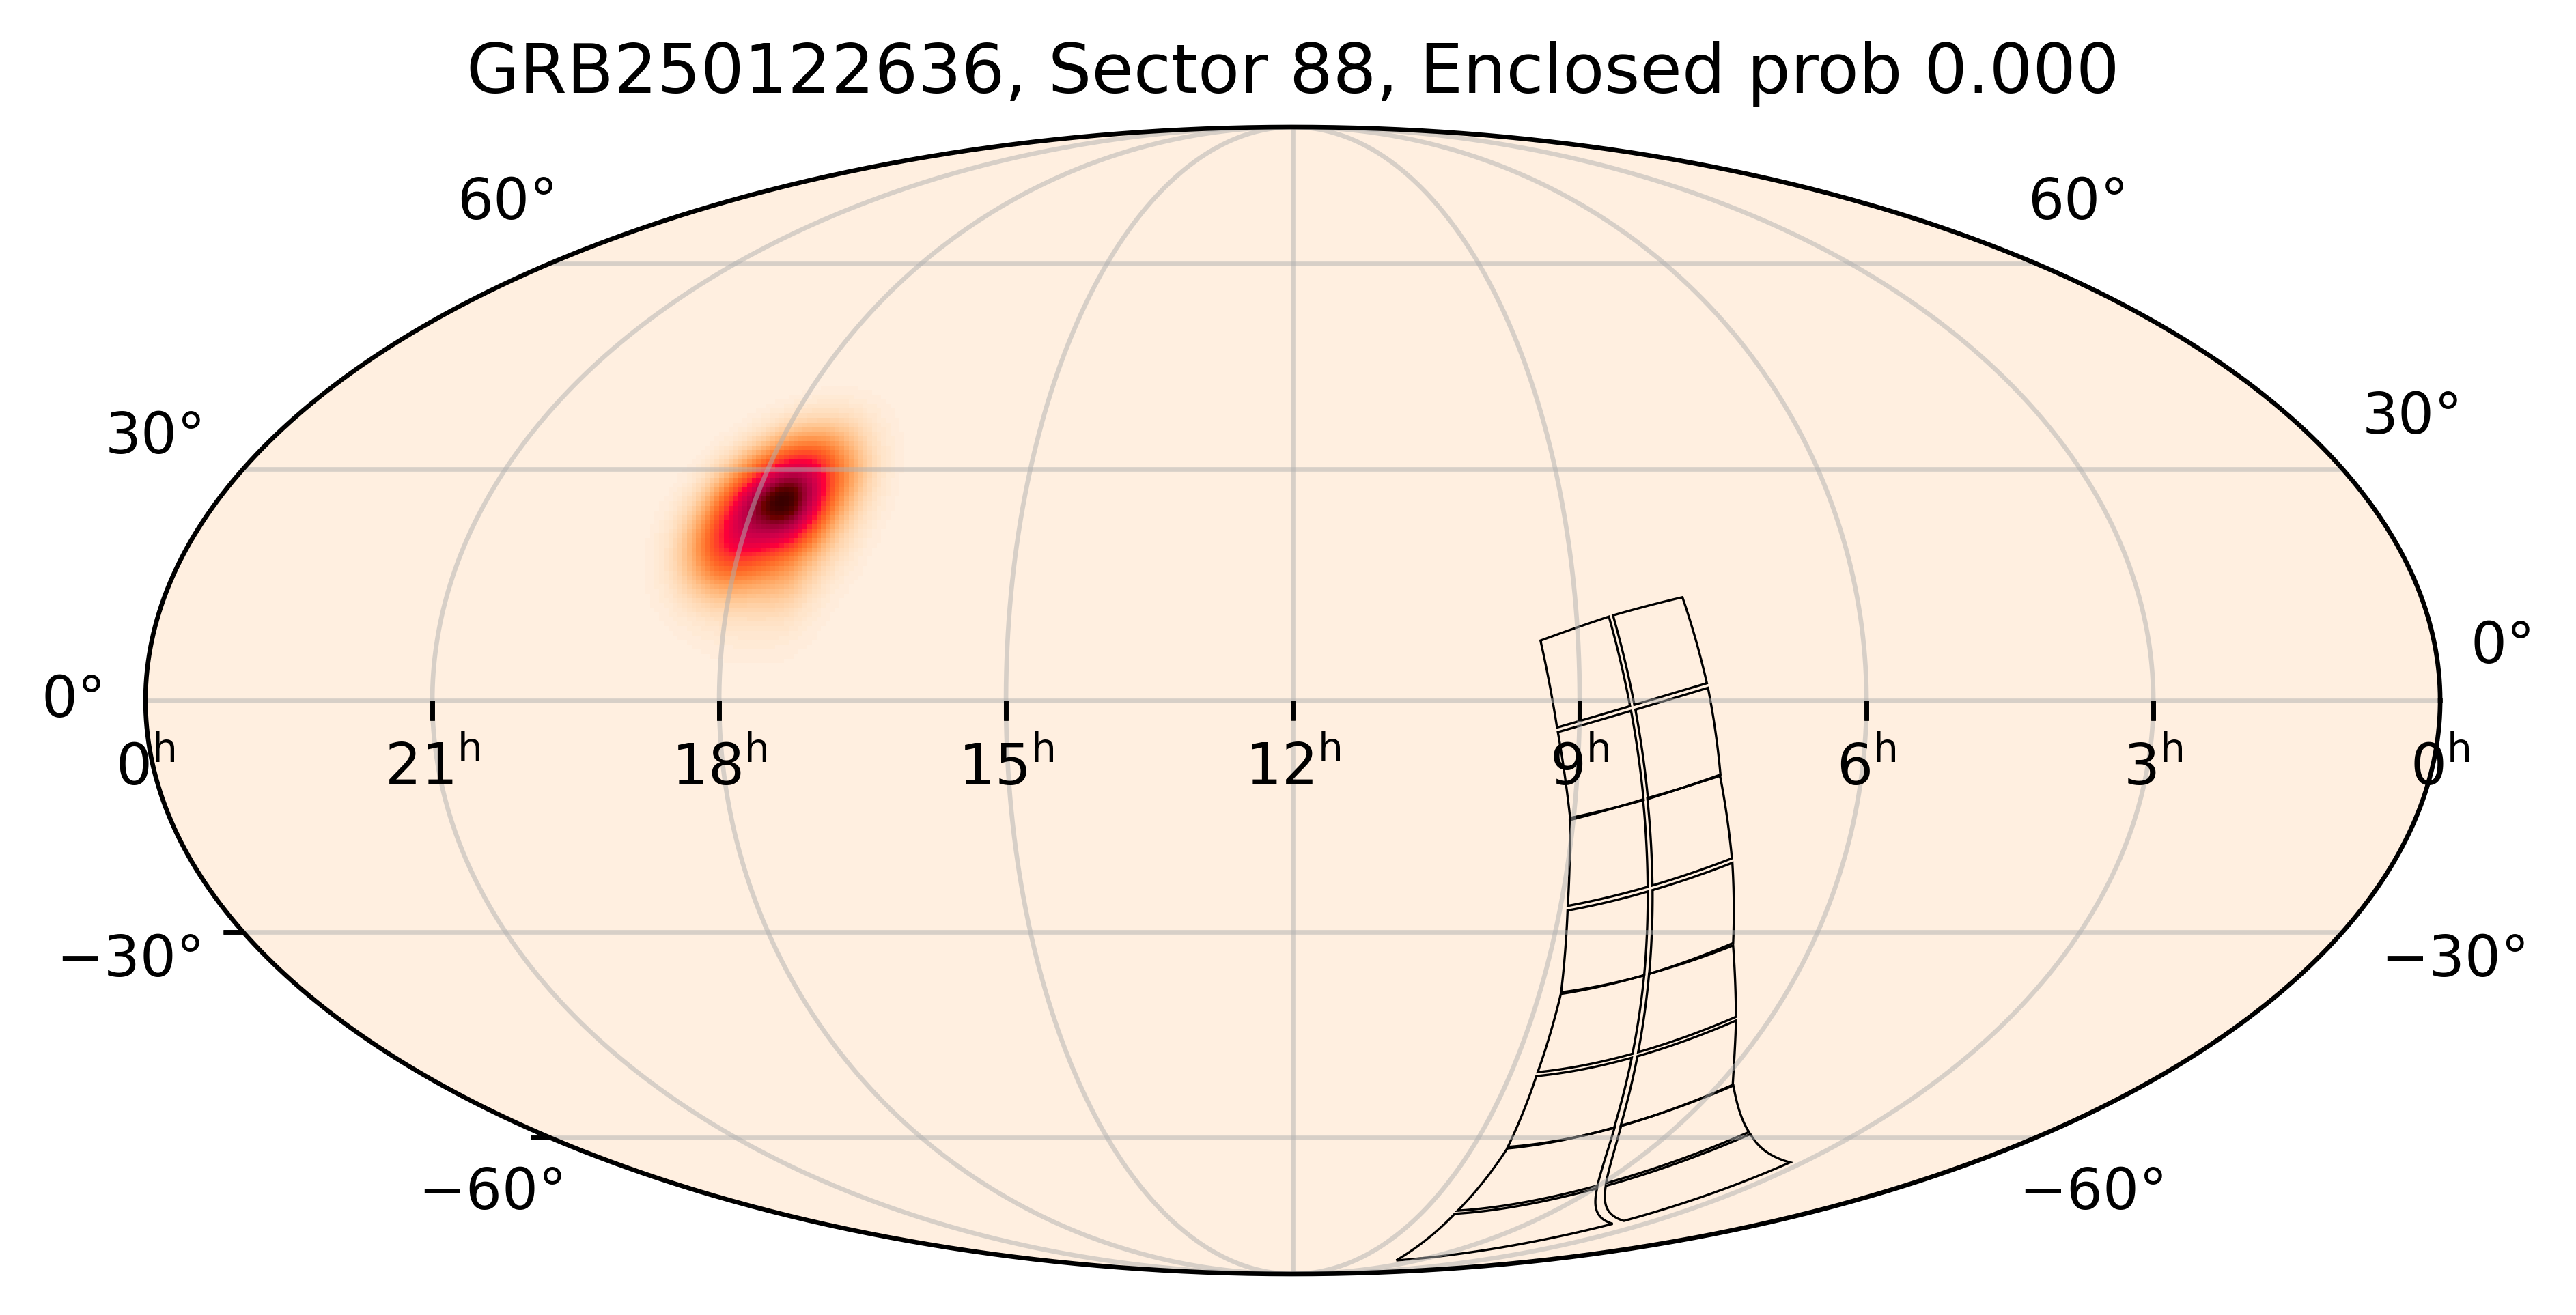 GRB250122636, Sector 88, Enclosed prob 0.000
60° 60°
30° 30°
0° 0°
0ʰ 21ʰ 18ʰ 15ʰ 12ʰ 9ʰ 6ʰ 3ʰ 0ʰ
−30° −30°
−60° −60°